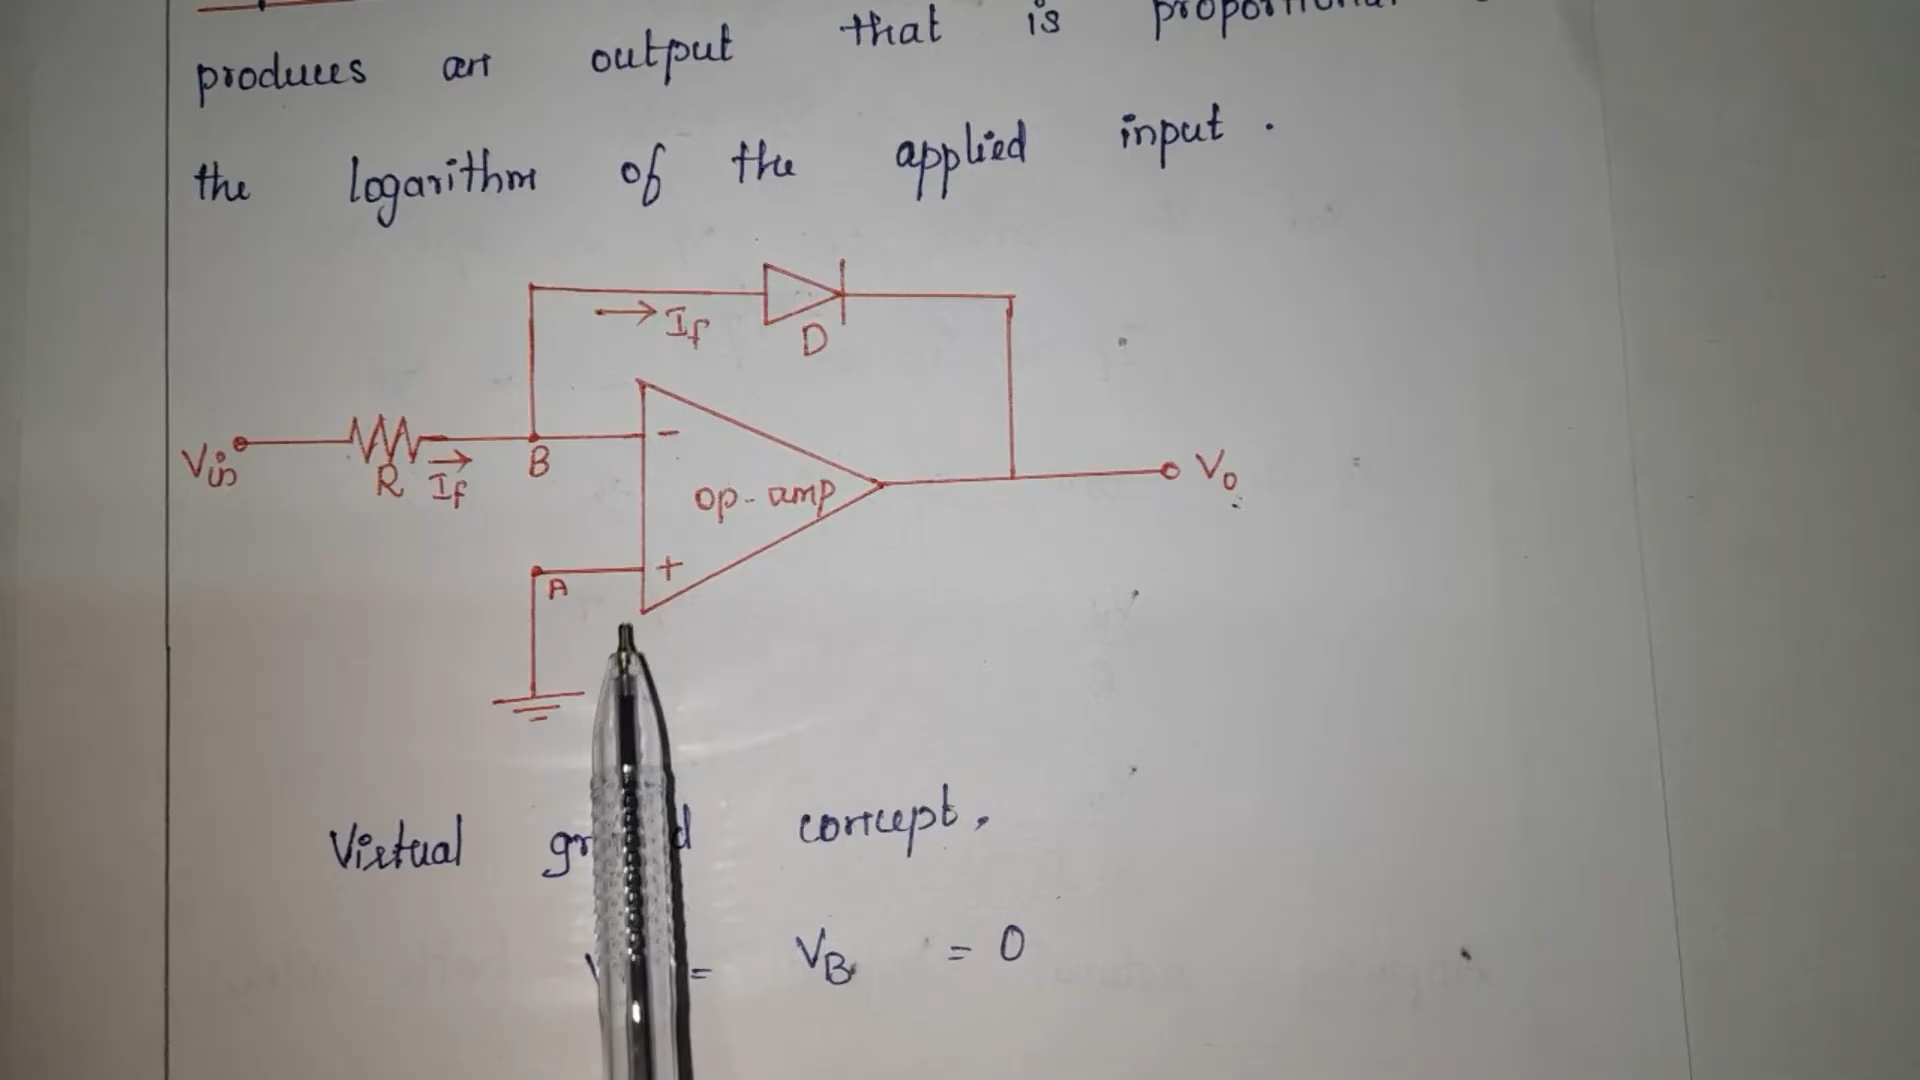 produces an output that is proportional
the logarithm of the applied input.
If
D
Vin
R
If
B
-
op-amp
Vo
+
A
Virtual concept,
= VB = 0